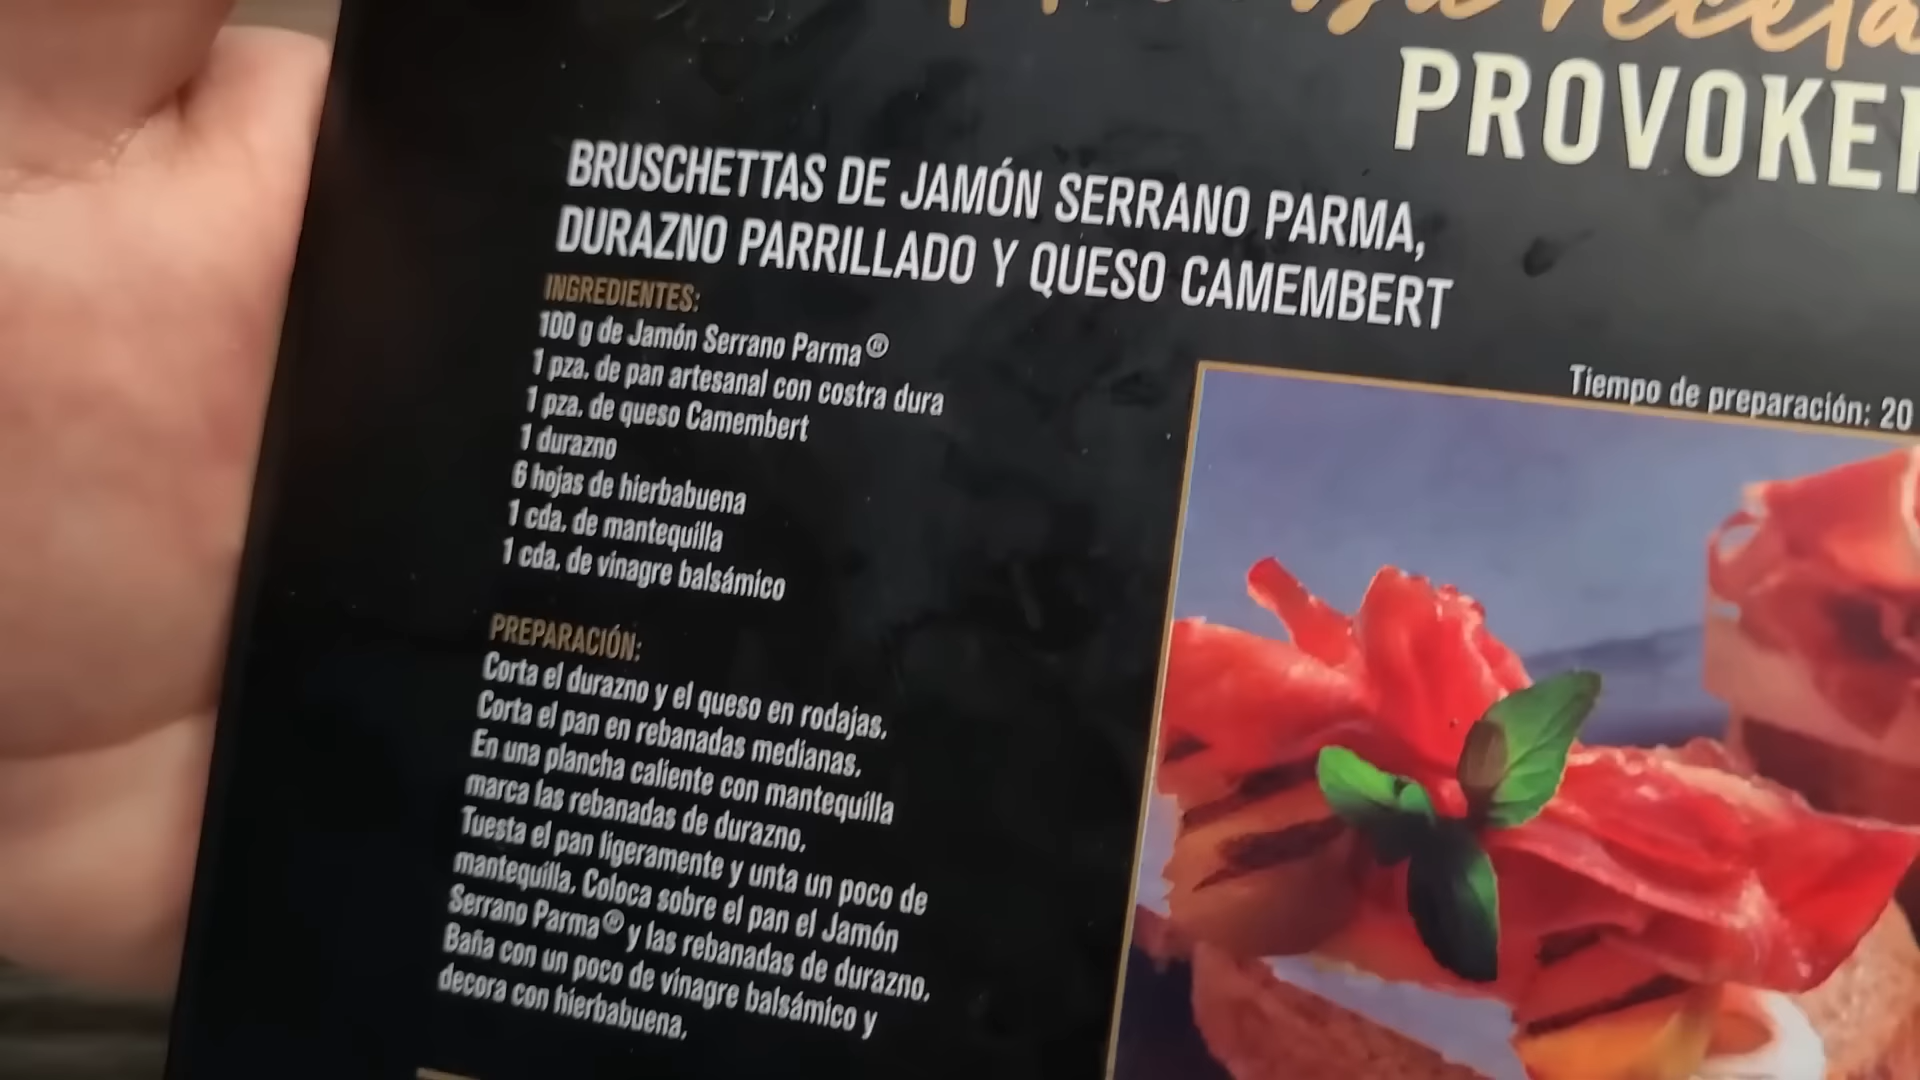 receta
PROVOKE
BRUSCHETTAS DE JAMÓN SERRANO PARMA,
DURAZNO PARRILLADO Y QUESO CAMEMBERT
INGREDIENTES:
100 g de Jamón Serrano Parma®
1 pza. de pan artesanal con costra dura
1 pza. de queso Camembert
1 durazno
6 hojas de hierbabuena
1 cda. de mantequilla
1 cda. de vinagre balsámico
PREPARACIÓN:
Corta el durazno y el queso en rodajas.
Corta el pan en rebanadas medianas.
En una plancha caliente con mantequilla
marca las rebanadas de durazno.
Tuesta el pan ligeramente y unta un poco de
mantequilla. Coloca sobre el pan el Jamón
Serrano Parma® y las rebanadas de durazno.
Baña con un poco de vinagre balsámico y
decora con hierbabuena.
Tiempo de preparación: 20